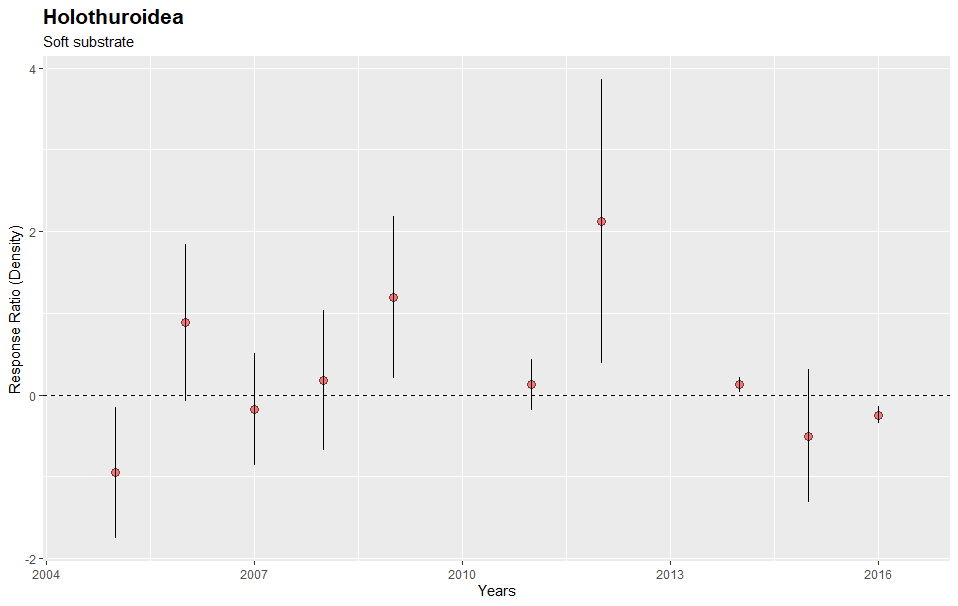 Holothuroidea
Soft substrate
Response Ratio (Density)
4
2
0
-2
2004 2007 2010 2013 2016
Years